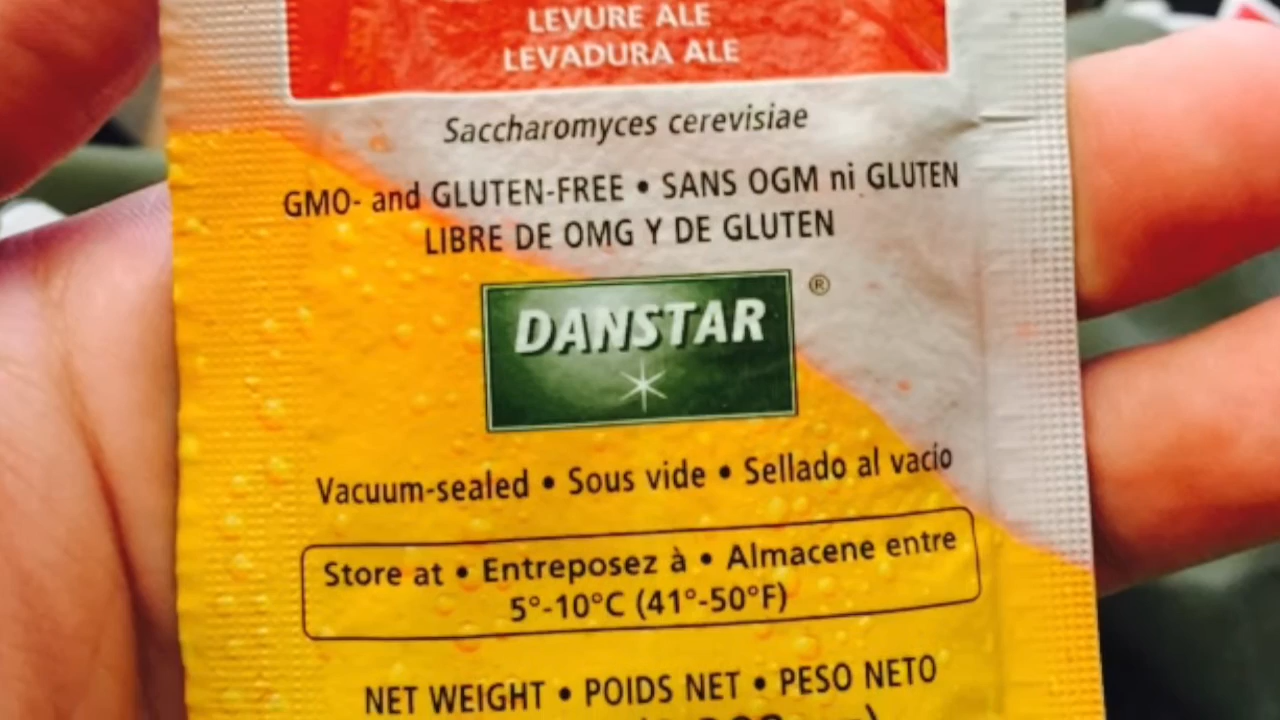 LEVURE ALE
LEVADURA ALE
Saccharomyces cerevisiae
GMO- and GLUTEN-FREE • SANS OGM ni GLUTEN
LIBRE DE OMG Y DE GLUTEN
DANSTAR ®
Vacuum-sealed • Sous vide • Sellado al vacío
Store at • Entreposez à • Almacene entre
5°-10°C (41°-50°F)
NET WEIGHT • POIDS NET • PESO NETO